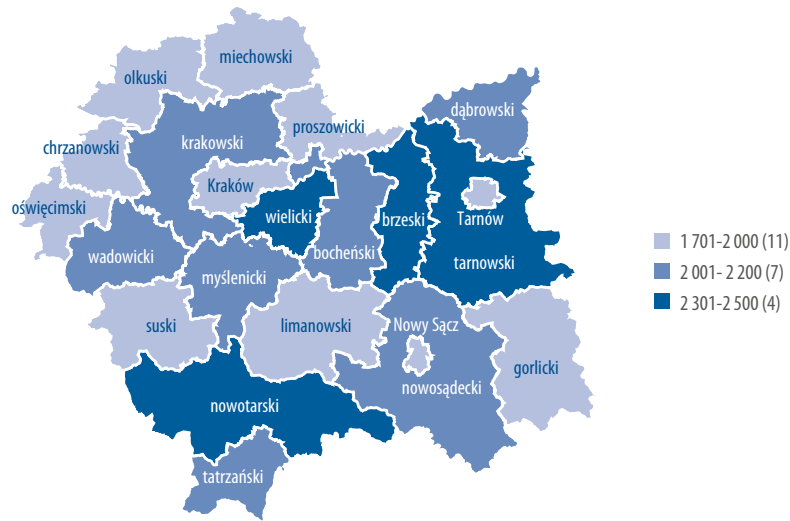 miechowski
olkuski
dąbrowski
proszowicki
krakowski
chrzanowski
Kraków
oświęcimski
wielicki
brzeski
Tarnów
wadowicki
bocheński
tarnowski
myślenicki
suski
limanowski
Nowy Sącz
gorlicki
nowosądecki
nowotarski
tatrzański
1 701-2 000 (11)
2 001- 2 200 (7)
2 301-2 500 (4)